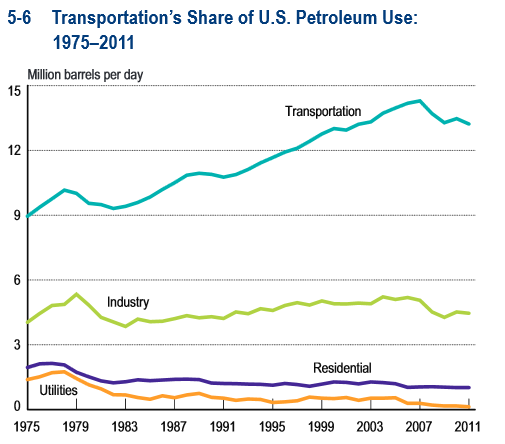 5-6 Transportation’s Share of U.S. Petroleum Use:
1975–2011
Million barrels per day
15
Transportation
12
9
6
Industry
3
Residential
Utilities
0
1975 1979 1983 1987 1991 1995 1999 2003 2007 2011